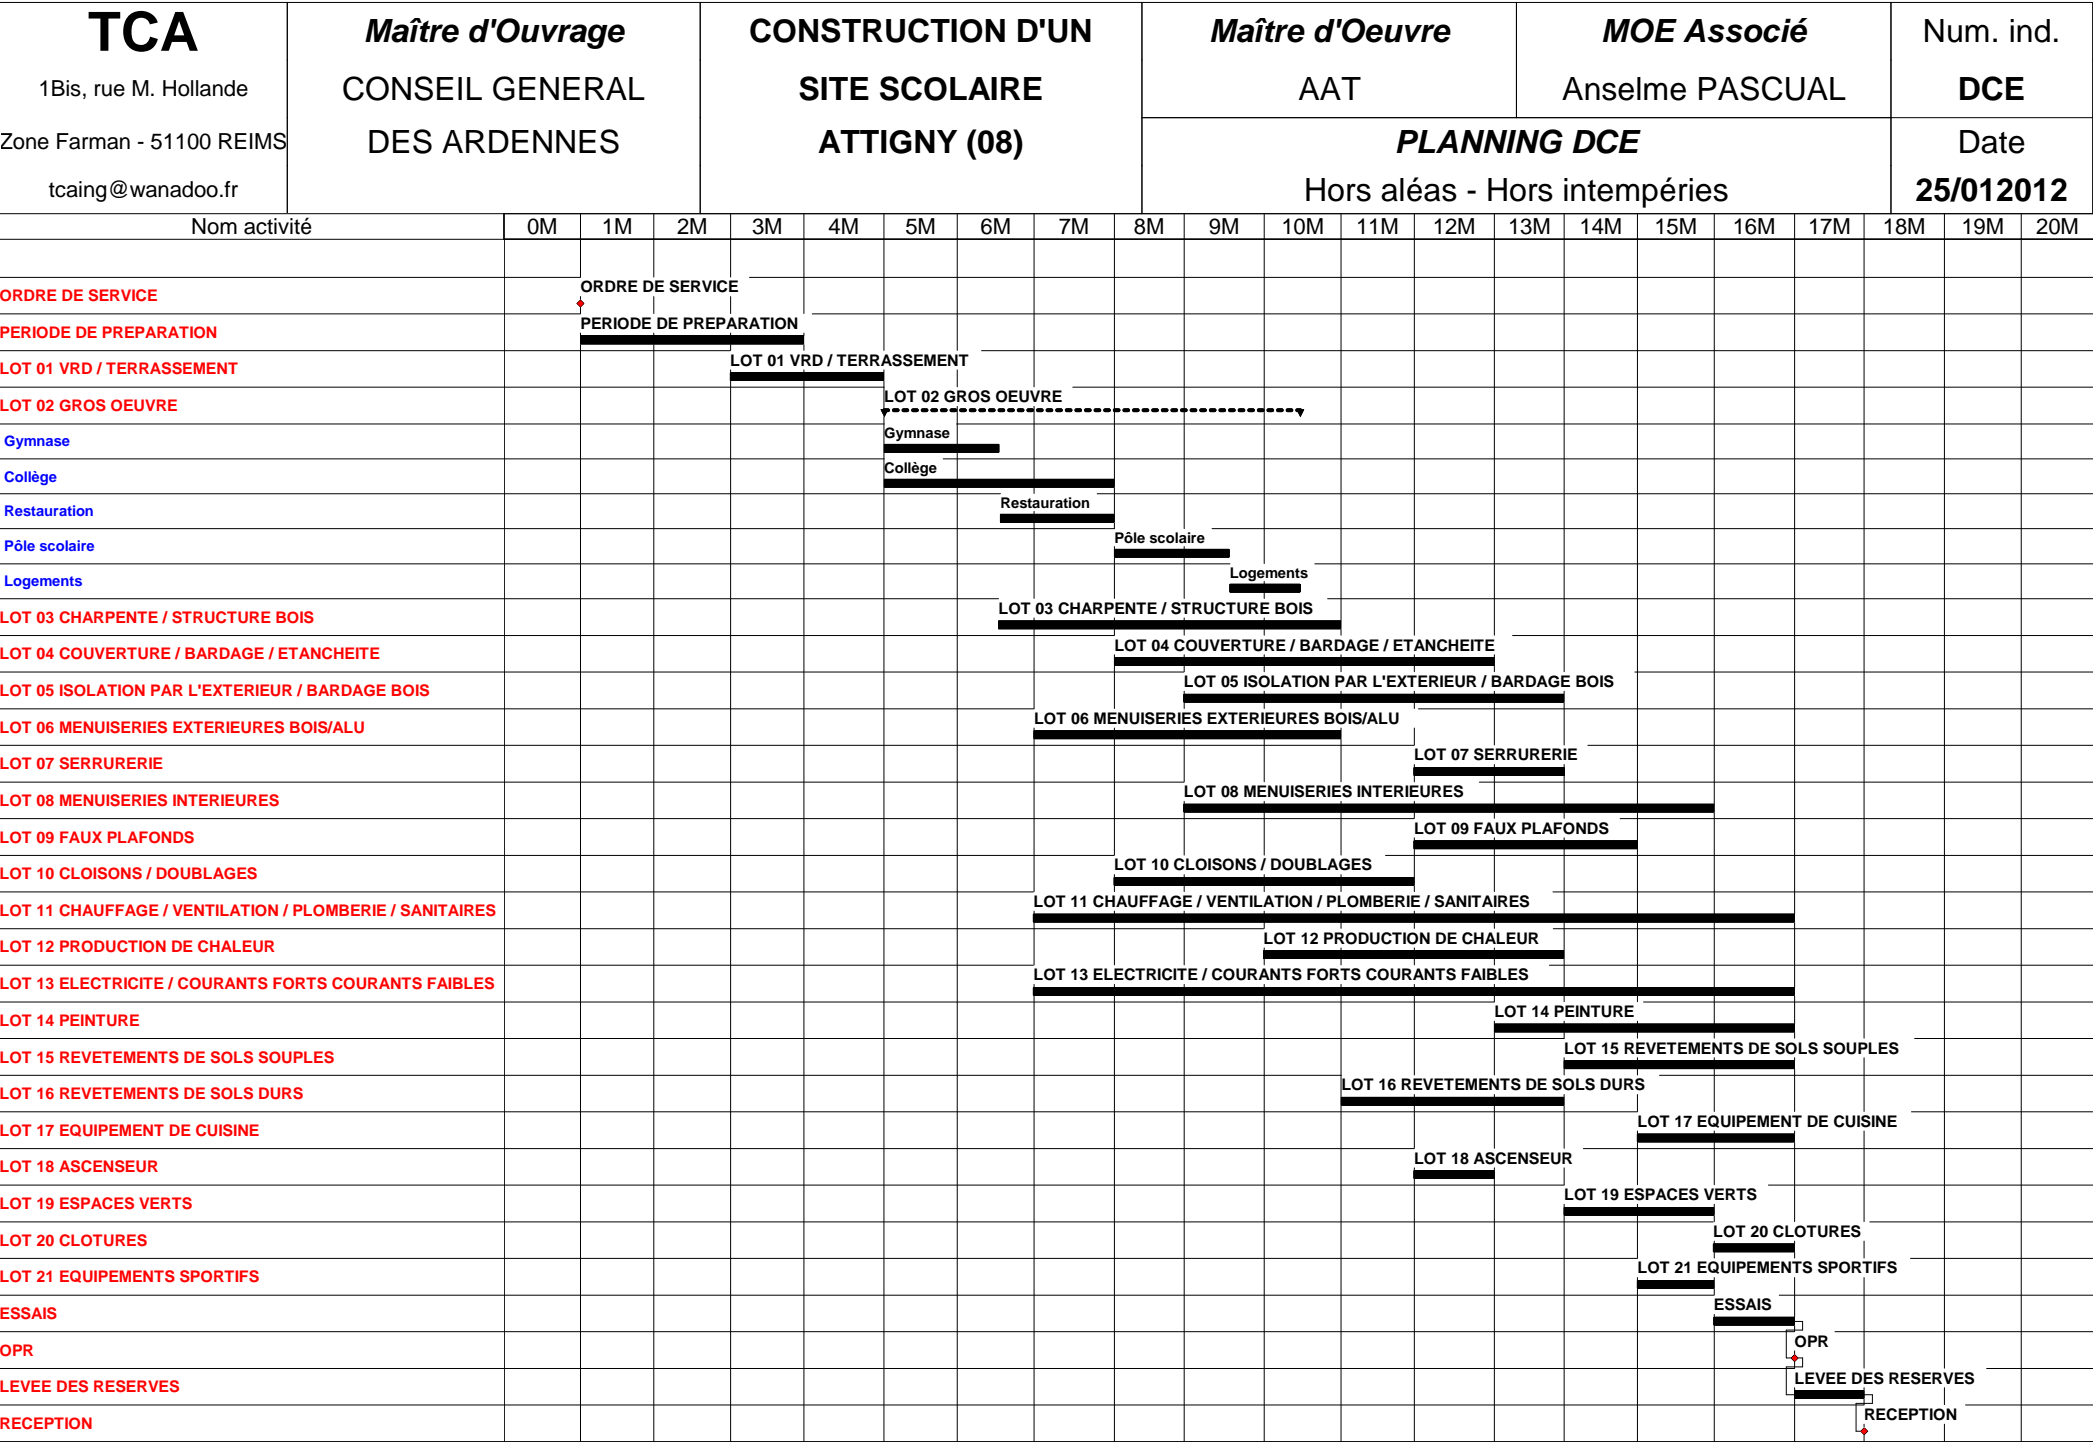 TCA
1Bis, rue M. Hollande
Zone Farman - 51100 REIMS
tcaing@wanadoo.fr
Maître d'Ouvrage
CONSEIL GENERAL
DES ARDENNES
CONSTRUCTION D'UN
SITE SCOLAIRE
ATTIGNY (08)
Maître d'Oeuvre
AAT
MOE Associé
Anselme PASCUAL
PLANNING DCE
Hors aléas - Hors intempéries
Num. ind.
DCE
Date
25/012012
Nom activité 0M 1M 2M 3M 4M 5M 6M 7M 8M 9M 10M 11M 12M 13M 14M 15M 16M 17M 18M 19M 20M
ORDRE DE SERVICE ORDRE DE SERVICE
PERIODE DE PREPARATION PERIODE DE PREPARATION
LOT 01 VRD / TERRASSEMENT LOT 01 VRD / TERRASSEMENT
LOT 02 GROS OEUVRE LOT 02 GROS OEUVRE
Gymnase Gymnase
Collège Collège
Restauration Restauration
Pôle scolaire Pôle scolaire
Logements Logements
LOT 03 CHARPENTE / STRUCTURE BOIS LOT 03 CHARPENTE / STRUCTURE BOIS
LOT 04 COUVERTURE / BARDAGE / ETANCHEITE LOT 04 COUVERTURE / BARDAGE / ETANCHEITE
LOT 05 ISOLATION PAR L'EXTERIEUR / BARDAGE BOIS LOT 05 ISOLATION PAR L'EXTERIEUR / BARDAGE BOIS
LOT 06 MENUISERIES EXTERIEURES BOIS/ALU LOT 06 MENUISERIES EXTERIEURES BOIS/ALU
LOT 07 SERRURERIE LOT 07 SERRURERIE
LOT 08 MENUISERIES INTERIEURES LOT 08 MENUISERIES INTERIEURES
LOT 09 FAUX PLAFONDS LOT 09 FAUX PLAFONDS
LOT 10 CLOISONS / DOUBLAGES LOT 10 CLOISONS / DOUBLAGES
LOT 11 CHAUFFAGE / VENTILATION / PLOMBERIE / SANITAIRES LOT 11 CHAUFFAGE / VENTILATION / PLOMBERIE / SANITAIRES
LOT 12 PRODUCTION DE CHALEUR LOT 12 PRODUCTION DE CHALEUR
LOT 13 ELECTRICITE / COURANTS FORTS COURANTS FAIBLES LOT 13 ELECTRICITE / COURANTS FORTS COURANTS FAIBLES
LOT 14 PEINTURE LOT 14 PEINTURE
LOT 15 REVETEMENTS DE SOLS SOUPLES LOT 15 REVETEMENTS DE SOLS SOUPLES
LOT 16 REVETEMENTS DE SOLS DURS LOT 16 REVETEMENTS DE SOLS DURS
LOT 17 EQUIPEMENT DE CUISINE LOT 17 EQUIPEMENT DE CUISINE
LOT 18 ASCENSEUR LOT 18 ASCENSEUR
LOT 19 ESPACES VERTS LOT 19 ESPACES VERTS
LOT 20 CLOTURES LOT 20 CLOTURES
LOT 21 EQUIPEMENTS SPORTIFS LOT 21 EQUIPEMENTS SPORTIFS
ESSAIS ESSAIS
OPR OPR
LEVEE DES RESERVES LEVEE DES RESERVES
RECEPTION RECEPTION